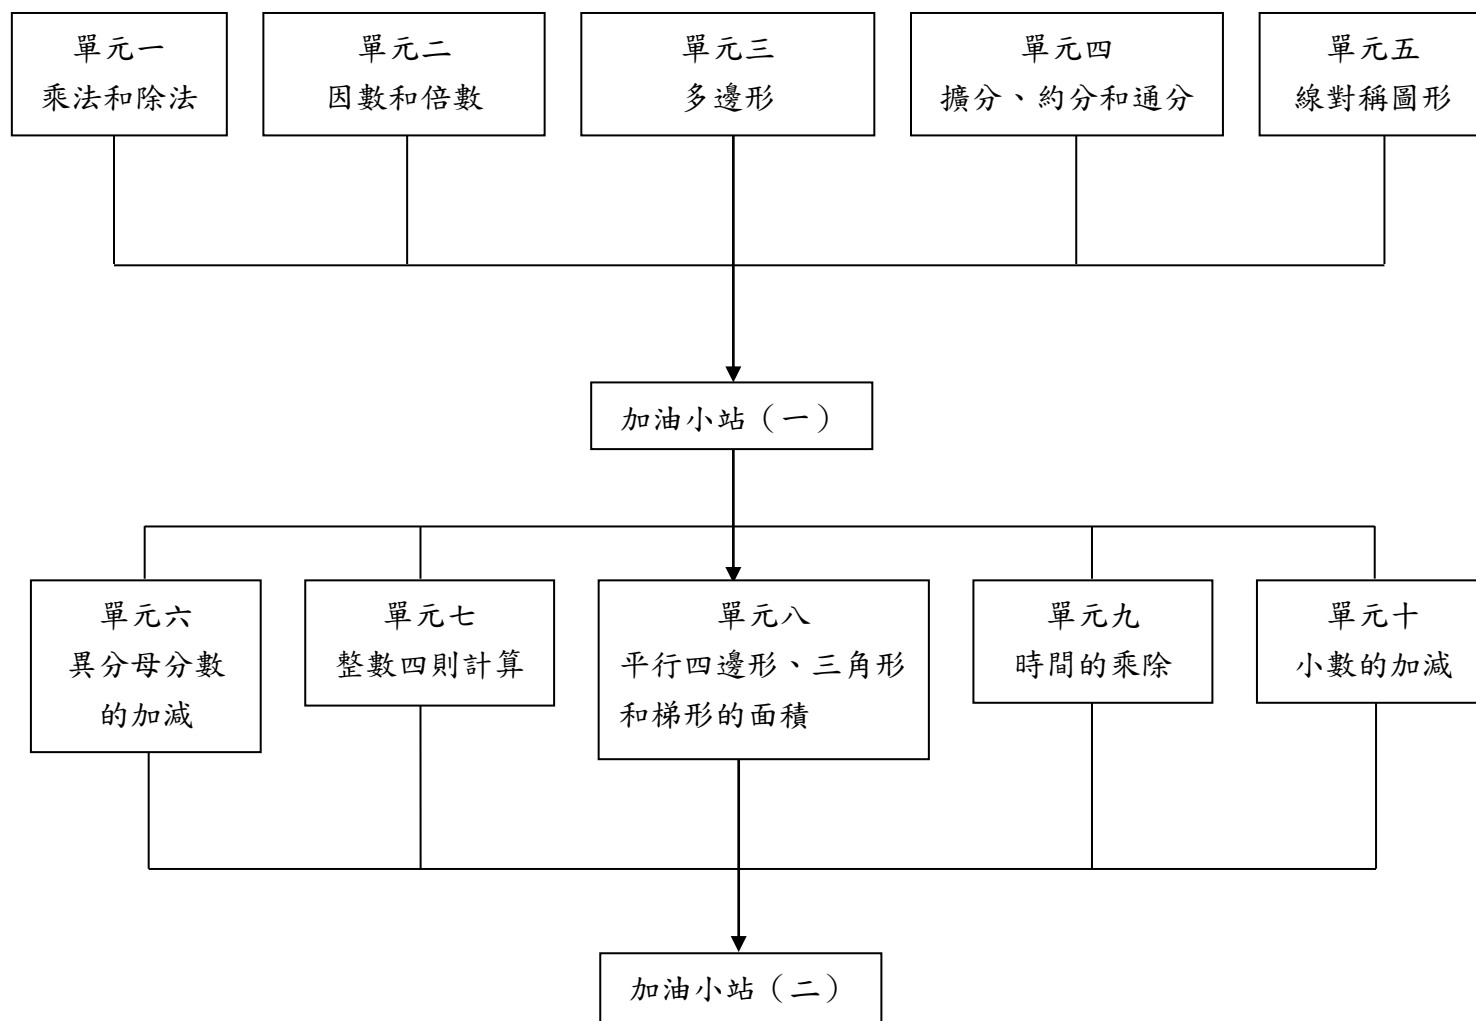 單元一
乘法和除法
單元二
因數和倍數
單元三
多邊形
單元四
擴分、約分和通分
單元五
線對稱圖形
加油小站（一）
單元六
異分母分數
的加減
單元七
整數四則計算
單元八
平行四邊形、三角形
和梯形的面積
單元九
時間的乘除
單元十
小數的加減
加油小站（二）